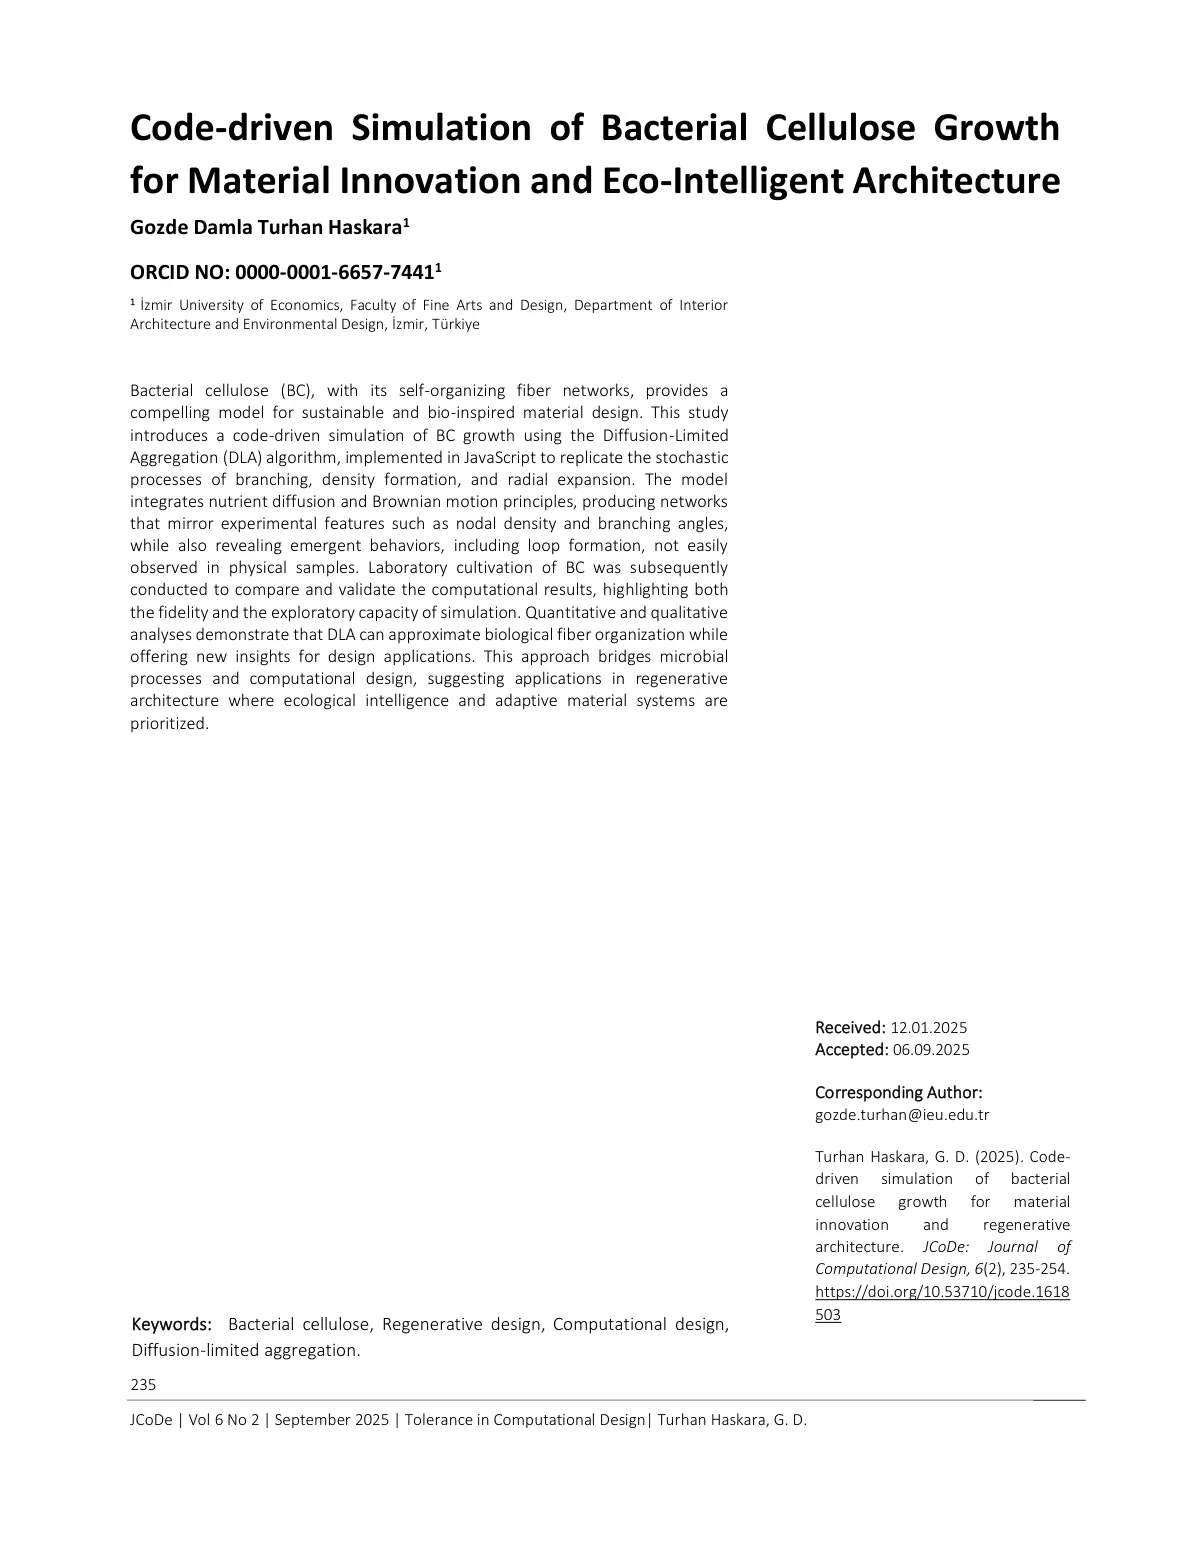 Code-driven Simulation of Bacterial Cellulose Growth
for Material Innovation and Eco-Intelligent Architecture
Gozde Damla Turhan Haskara¹
ORCID NO: 0000-0001-6657-7441¹
¹ İzmir University of Economics, Faculty of Fine Arts and Design, Department of Interior
Architecture and Environmental Design, İzmir, Türkiye
Bacterial cellulose (BC), with its self-organizing fiber networks, provides a
compelling model for sustainable and bio-inspired material design. This study
introduces a code-driven simulation of BC growth using the Diffusion-Limited
Aggregation (DLA) algorithm, implemented in JavaScript to replicate the stochastic
processes of branching, density formation, and radial expansion. The model
integrates nutrient diffusion and Brownian motion principles, producing networks
that mirror experimental features such as nodal density and branching angles,
while also revealing emergent behaviors, including loop formation, not easily
observed in physical samples. Laboratory cultivation of BC was subsequently
conducted to compare and validate the computational results, highlighting both
the fidelity and the exploratory capacity of simulation. Quantitative and qualitative
analyses demonstrate that DLA can approximate biological fiber organization while
offering new insights for design applications. This approach bridges microbial
processes and computational design, suggesting applications in regenerative
architecture where ecological intelligence and adaptive material systems are
prioritized.
Received: 12.01.2025
Accepted: 06.09.2025
Corresponding Author:
gozde.turhan@ieu.edu.tr
Turhan Haskara, G. D. (2025). Code-
driven simulation of bacterial
cellulose growth for material
innovation and regenerative
architecture. JCoDe: Journal of
Computational Design, 6(2), 235-254.
https://doi.org/10.53710/jcode.1618
503
Keywords: Bacterial cellulose, Regenerative design, Computational design,
Diffusion-limited aggregation.
235
JCoDe | Vol 6 No 2 | September 2025 | Tolerance in Computational Design| Turhan Haskara, G. D.